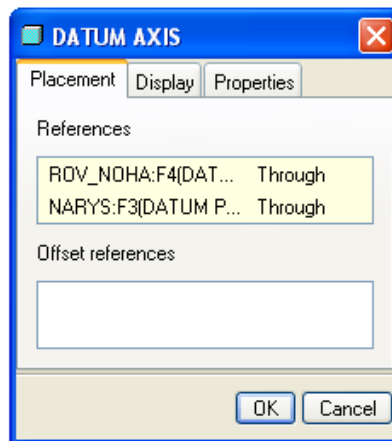 DATUM AXIS
Placement Display Properties
References
ROV_NOHA:F4(DAT... Through
NARYS:F3(DATUM P... Through
Offset references
OK Cancel